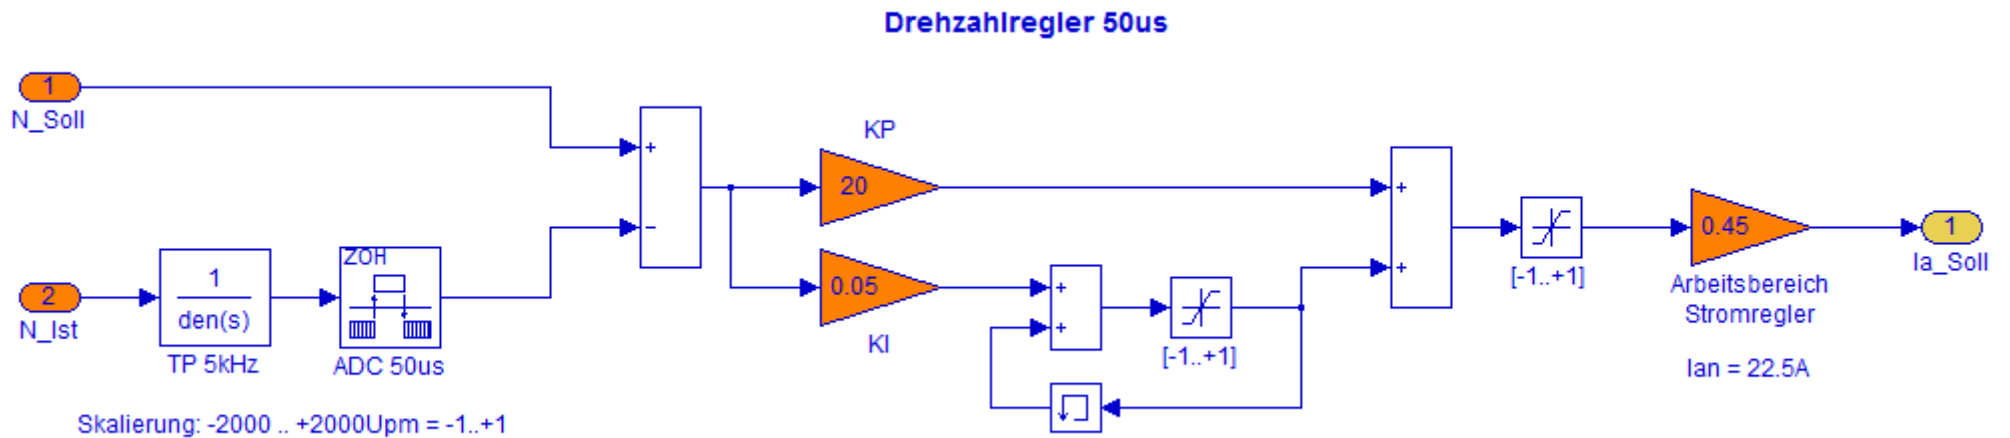 Drehzahlregler 50us
1
N_Soll
2
N_Ist
1
den(s)
TP 5kHz
ZOH
ADC 50us
+
-
KP
20
0.05
KI
+
+
[-1..+1]
+
+
[-1..+1]
0.45
Arbeitsbereich
Stromregler
Ian = 22.5A
1
Ia_Soll
Skalierung: -2000 .. +2000Upm = -1..+1